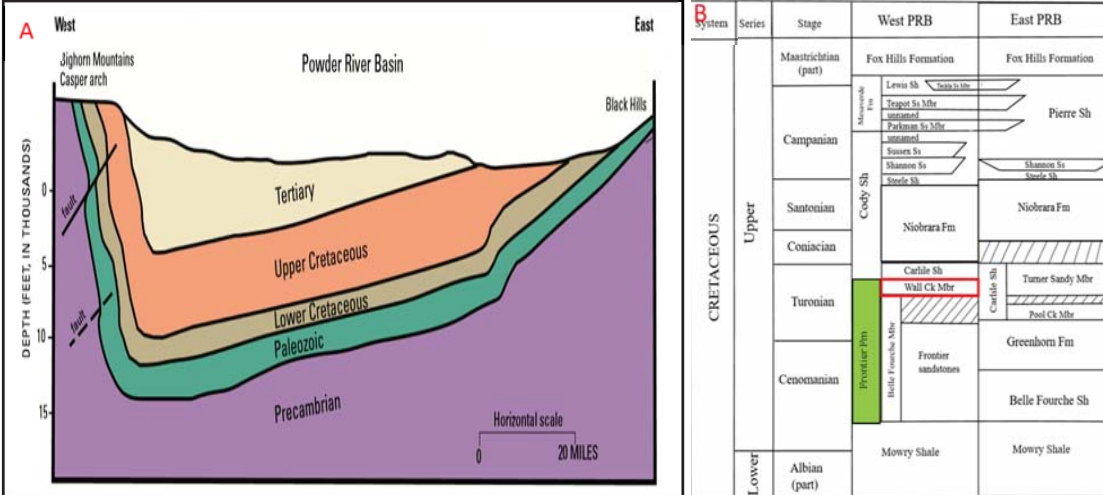 A
West
East
Bighorn Mountains
Casper arch
Powder River Basin
Black Hills
DEPTH (FEET, IN THOUSANDS)
0
5
10
15
fault
fault
Tertiary
Upper Cretaceous
Lower Cretaceous
Paleozoic
Precambrian
Horizontal scale
0 20 MILES
B
System Series Stage West PRB East PRB
CRETACEOUS
Upper
Lower
Maastrichtian
(part)
Campanian
Santonian
Coniacian
Turonian
Cenomanian
Albian
(part)
Fox Hills Formation
Mesaverde
Fm
Lewis Sh
Teapot Ss Mbr
unnamed
Parkman Ss Mbr
unnamed
Sussex Ss
Shannon Ss
Steele Sh
Cody Sh
Niobrara Fm
Carlile Sh
Wall Ck Mbr
Frontier Fm
Belle Fourche Mbr
Frontier
sandstones
Mowry Shale
Fox Hills Formation
Pierre Sh
Shannon Ss
Steele Sh
Niobrara Fm
Carlile Sh
Turner Sandy Mbr
Pool Ck Mbr
Greenhorn Fm
Belle Fourche Sh
Mowry Shale